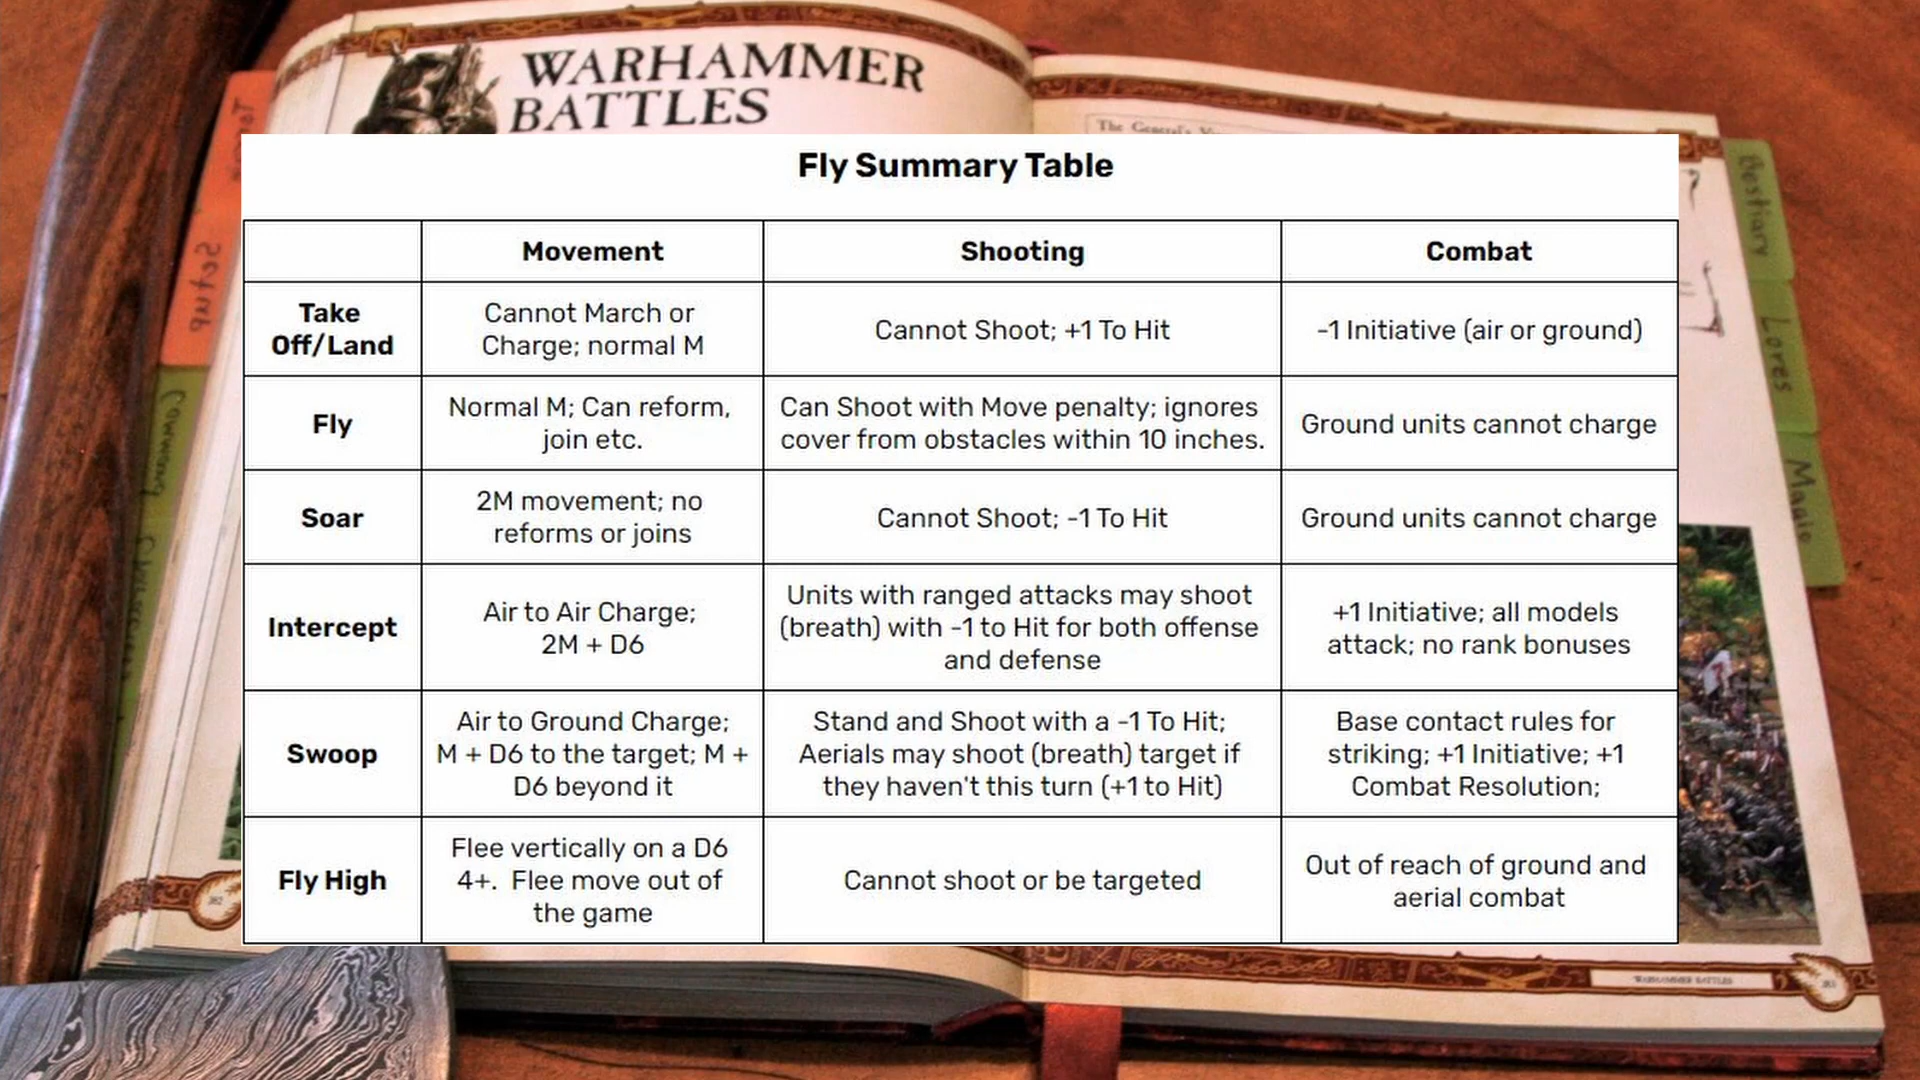 WARHAMMER
BATTLES
The General's
Fly Summary Table
Movement
Shooting
Combat
Take
Off/Land
Cannot March or
Charge; normal M
Cannot Shoot; +1 To Hit
-1 Initiative (air or ground)
Fly
Normal M; Can reform,
join etc.
Can Shoot with Move penalty; ignores
cover from obstacles within 10 inches.
Ground units cannot charge
Soar
2M movement; no
reforms or joins
Cannot Shoot; -1 To Hit
Ground units cannot charge
Intercept
Air to Air Charge;
2M + D6
Units with ranged attacks may shoot
(breath) with -1 to Hit for both offense
and defense
+1 Initiative; all models
attack; no rank bonuses
Swoop
Air to Ground Charge;
M + D6 to the target; M +
D6 beyond it
Stand and Shoot with a -1 To Hit;
Aerials may shoot (breath) target if
they haven't this turn (+1 to Hit)
Base contact rules for
striking; +1 Initiative; +1
Combat Resolution;
Fly High
Flee vertically on a D6
4+. Flee move out of
the game
Cannot shoot or be targeted
Out of reach of ground and
aerial combat
Setup
Bestiary
Lores
Magic
WARHAMMER BATTLES